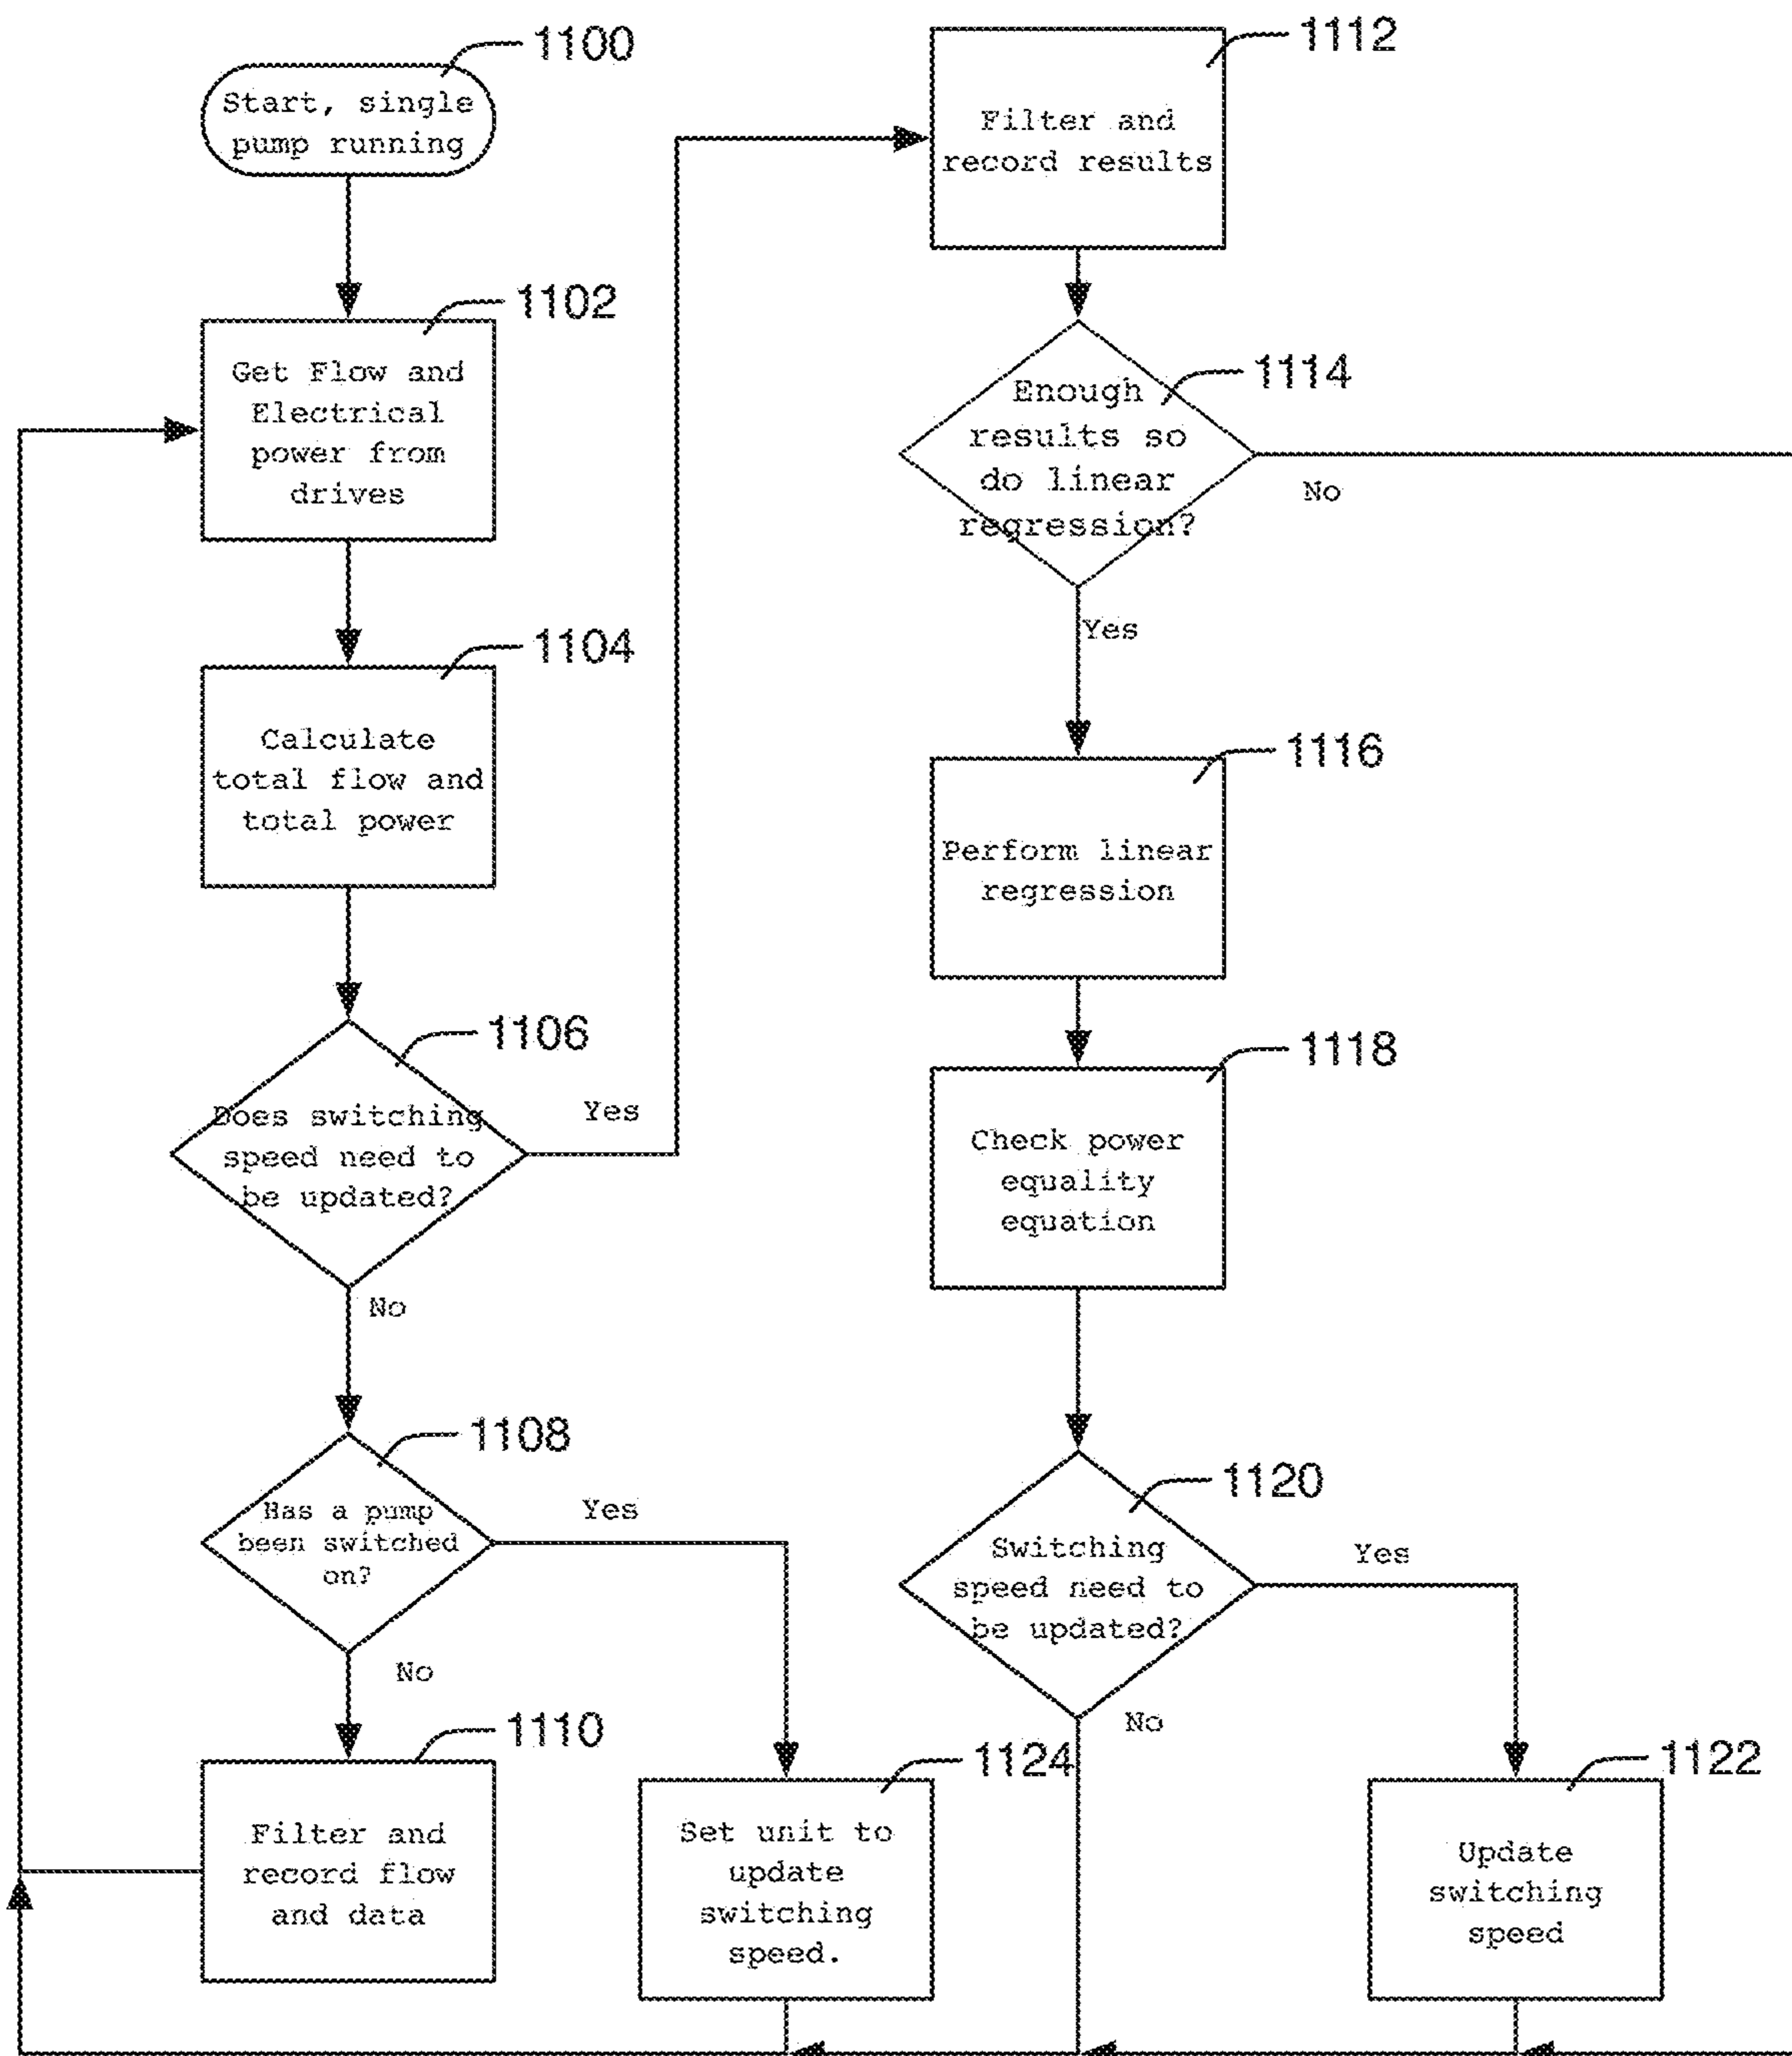 1100
Start, single
pump running
1102
Get Flow and
Electrical
power from
drives
1104
Calculate
total flow and
total power
1106
Does switching
speed need to
be updated?
Yes
No
1108
Has a pump
been switched
on?
Yes
No
1110
Filter and
record flow
and data
1124
Set unit to
update
switching
speed.
1112
Filter and
record results
1114
Enough
results so
do linear
regression?
No
Yes
1116
Perform linear
regression
1118
Check power
equality
equation
1120
Switching
speed need to
be updated?
Yes
No
1122
Update
switching
speed